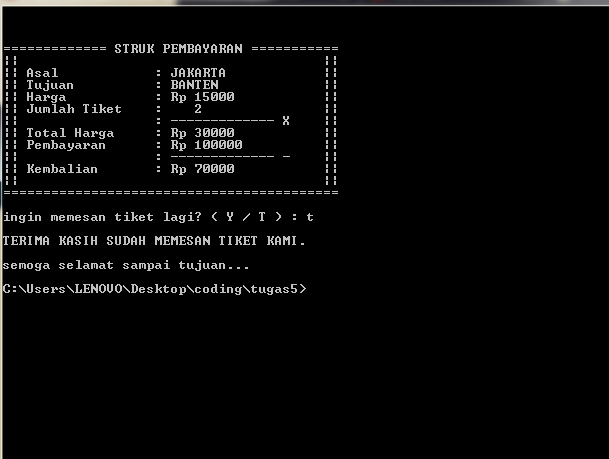 ============= STRUK PEMBAYARAN ===========
¦¦ ¦¦
¦¦ Asal : JAKARTA ¦¦
¦¦ Tujuan : BANTEN ¦¦
¦¦ Harga : Rp 15000 ¦¦
¦¦ Jumlah Tiket : 2 ¦¦
¦¦ : ------------- X ¦¦
¦¦ Total Harga : Rp 30000 ¦¦
¦¦ Pembayaran : Rp 100000 ¦¦
¦¦ : ------------- - ¦¦
¦¦ Kembalian : Rp 70000 ¦¦
¦¦ ¦¦
==========================================
ingin memesan tiket lagi? ( Y / T ) : t
TERIMA KASIH SUDAH MEMESAN TIKET KAMI.
semoga selamat sampai tujuan...
C:\Users\LENOVO\Desktop\coding\tugas5>